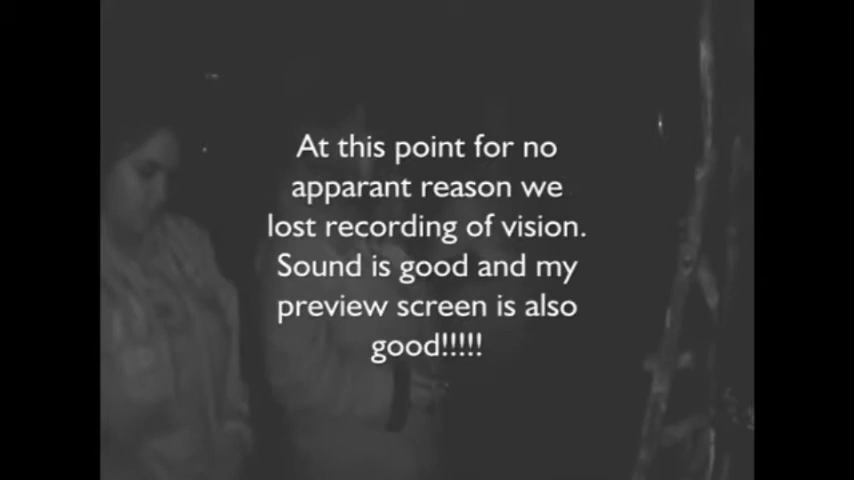 At this point for no
apparant reason we
lost recording of vision.
Sound is good and my
preview screen is also
good!!!!!